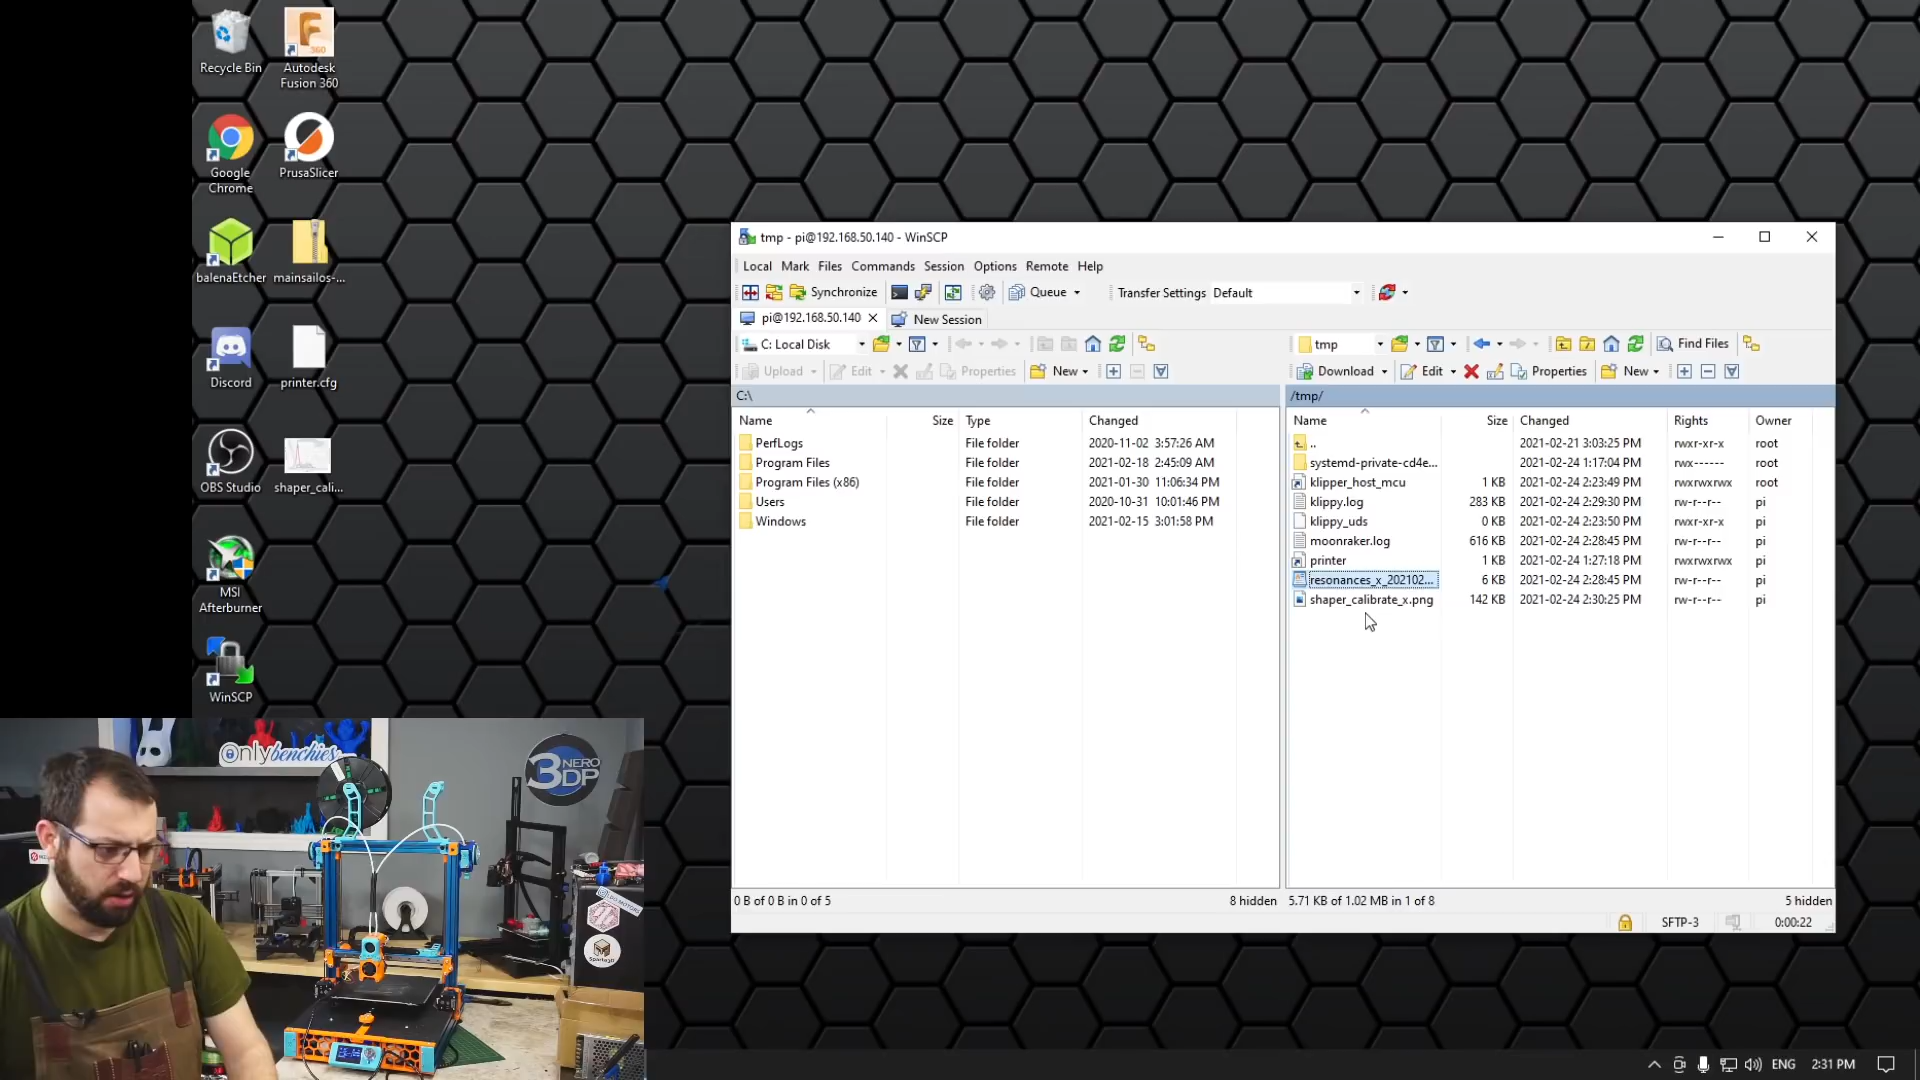 Recycle Bin
Autodesk
Fusion 360
Google
Chrome
PrusaSlicer
balenaEtcher
mainsailos-...
Discord
printer.cfg
OBS Studio
shaper_cali...
MSI
Afterburner
WinSCP
tmp - pi@192.168.50.140 - WinSCP
Local Mark Files Commands Session Options Remote Help
Synchronize
Queue
Transfer Settings Default
pi@192.168.50.140
New Session
C: Local Disk
tmp
Find Files
Upload Edit Properties New
Download Edit Properties New
C:\
/tmp/
Name Size Type Changed
PerfLogs File folder 2020-11-02 3:57:26 AM
Program Files File folder 2021-02-18 2:45:09 AM
Program Files (x86) File folder 2021-01-30 11:06:34 PM
Users File folder 2020-10-31 10:01:46 PM
Windows File folder 2021-02-15 3:01:58 PM
Name Size Changed Rights Owner
.. 2021-02-21 3:03:25 PM rwxr-xr-x root
systemd-private-cd4e... 2021-02-24 1:17:04 PM rwx------ root
klipper_host_mcu 1 KB 2021-02-24 2:23:49 PM rwxrwxrwx root
klippy.log 283 KB 2021-02-24 2:29:30 PM rw-r--r-- pi
klippy_uds 0 KB 2021-02-24 2:23:50 PM rwxr-xr-x pi
moonraker.log 616 KB 2021-02-24 2:28:45 PM rw-r--r-- pi
printer 1 KB 2021-02-24 1:27:18 PM rwxrwxrwx pi
resonances_x_202102... 6 KB 2021-02-24 2:28:45 PM rw-r--r-- pi
shaper_calibrate_x.png 142 KB 2021-02-24 2:30:25 PM rw-r--r-- pi
0 B of 0 B in 0 of 5
8 hidden
5.71 KB of 1.02 MB in 1 of 8
5 hidden
SFTP-3
0:00:22
Onlybenchies
3 NERO
DP
ENG
2:31 PM